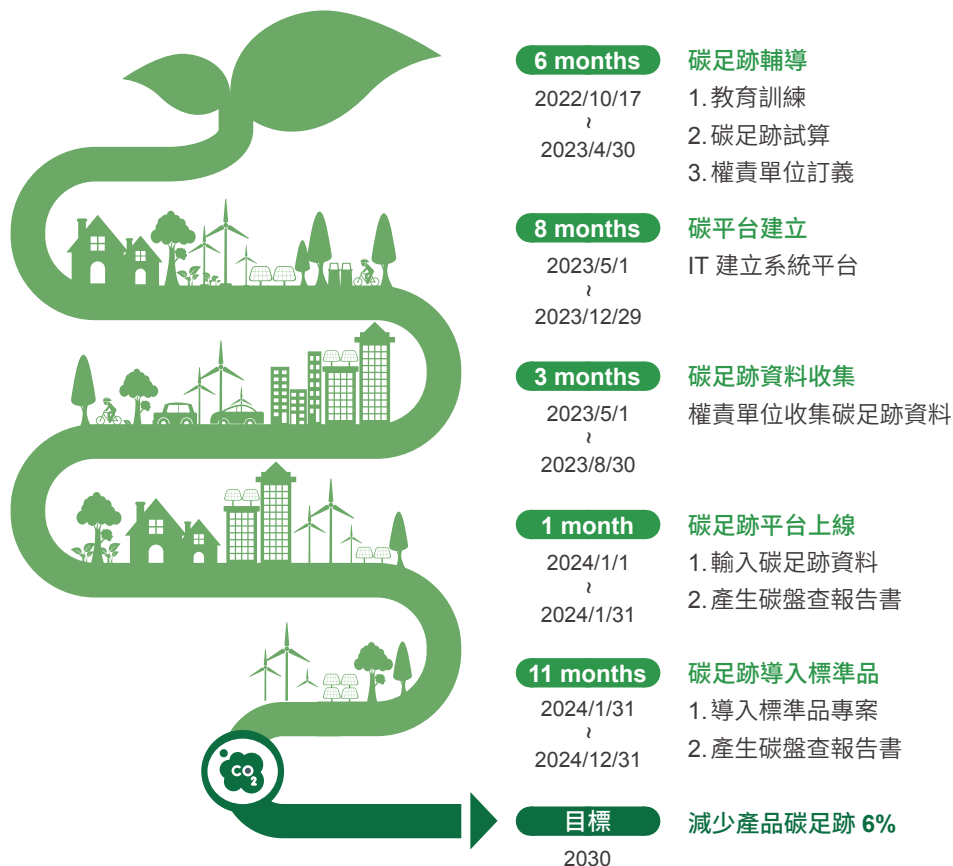 6 months
碳足跡輔導
2022/10/17
~
2023/4/30
1. 教育訓練
2. 碳足跡試算
3. 權責單位訂義
8 months
碳平台建立
2023/5/1
~
2023/12/29
IT 建立系統平台
3 months
碳足跡資料收集
2023/5/1
~
2023/8/30
權責單位收集碳足跡資料
1 month
碳足跡平台上線
2024/1/1
~
2024/1/31
1. 輸入碳足跡資料
2. 產生碳盤查報告書
11 months
碳足跡導入標準品
2024/1/31
~
2024/12/31
1. 導入標準品專案
2. 產生碳盤查報告書
CO2
目標
減少產品碳足跡 6%
2030